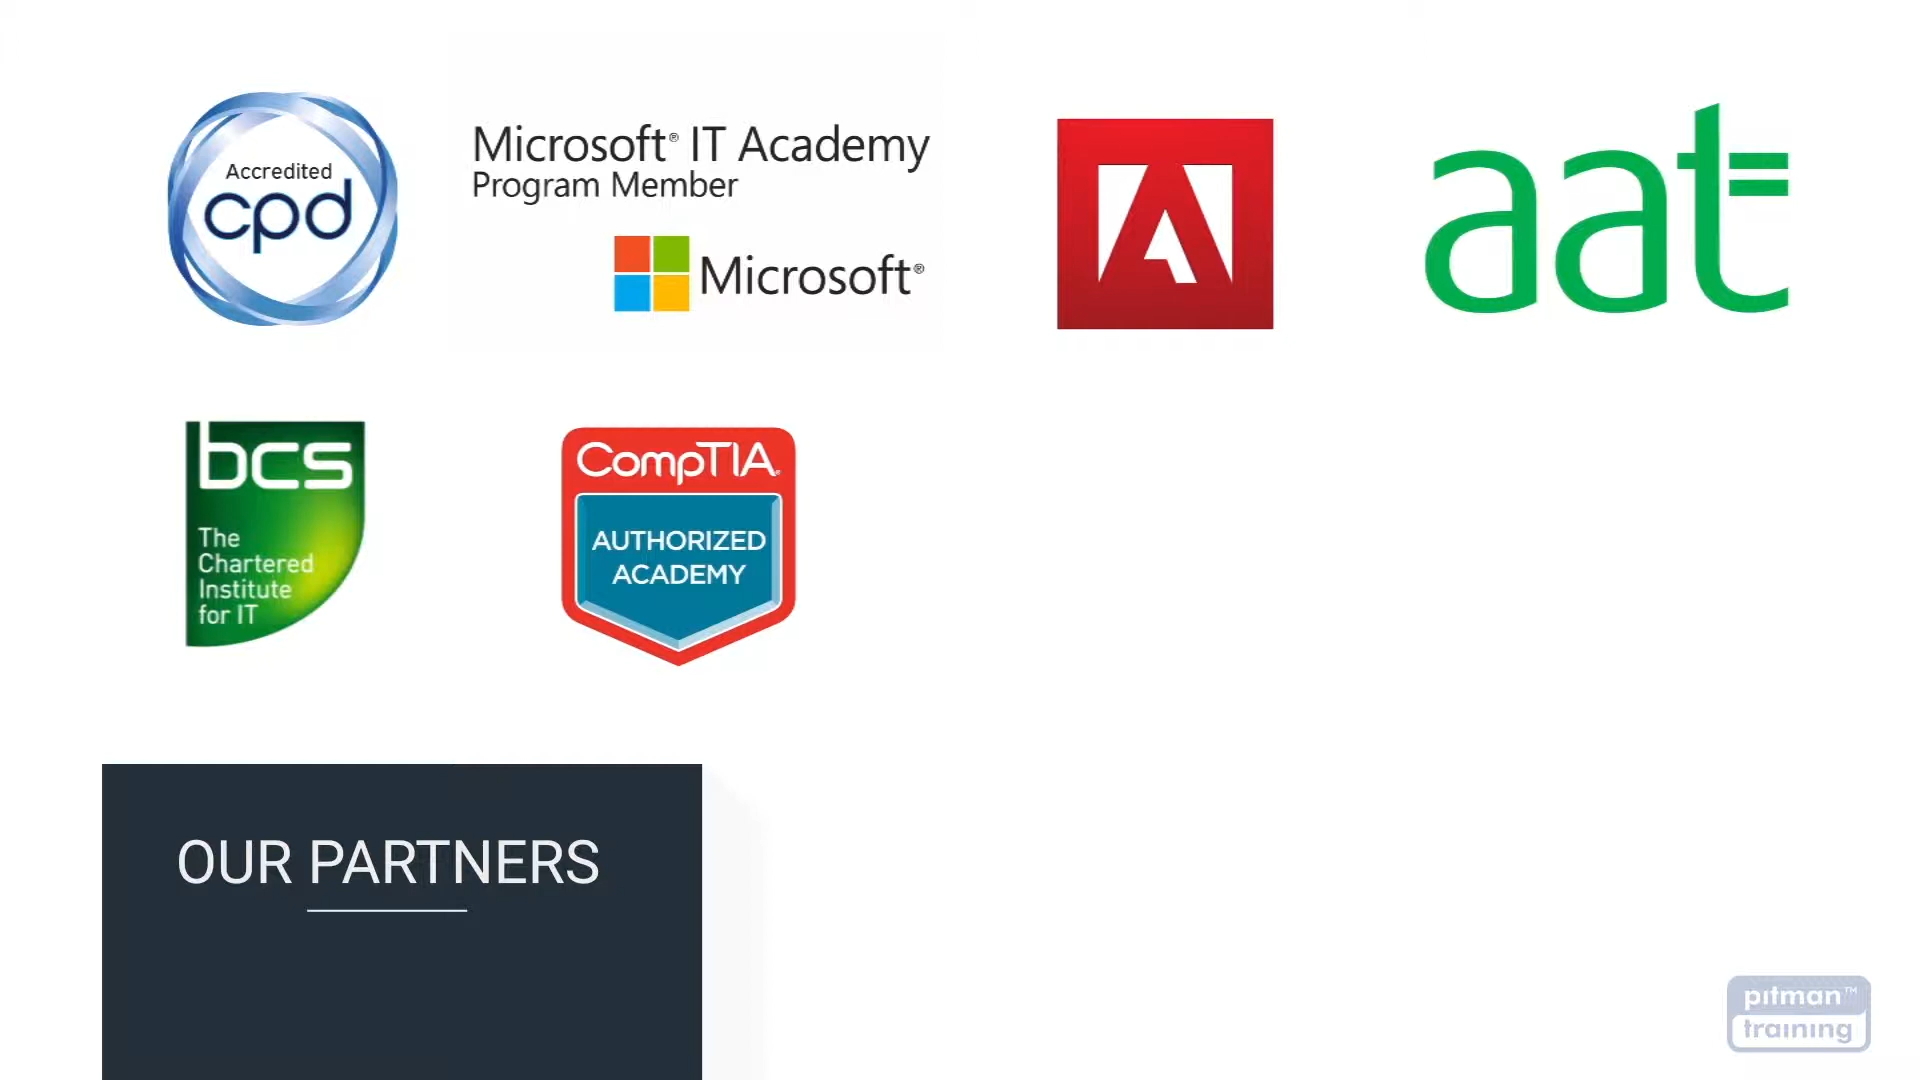 Accredited
cpd
Microsoft® IT Academy
Program Member
Microsoft®
aat
bcs
The
Chartered
Institute
for IT
CompTIA.
AUTHORIZED
ACADEMY
OUR PARTNERS
pitman™
training